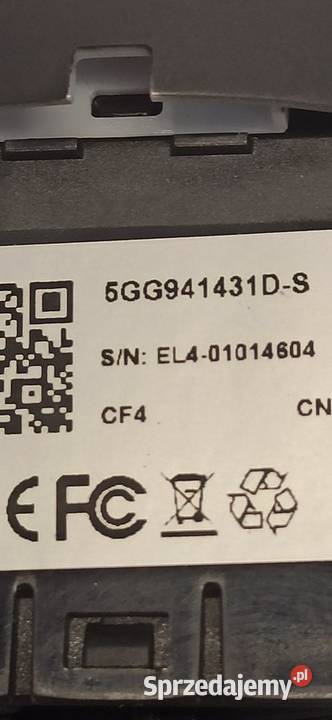 5GG941431D-S
S/N: EL4-01014604
CF4 CN
CE FC
Sprzedajemy.pl